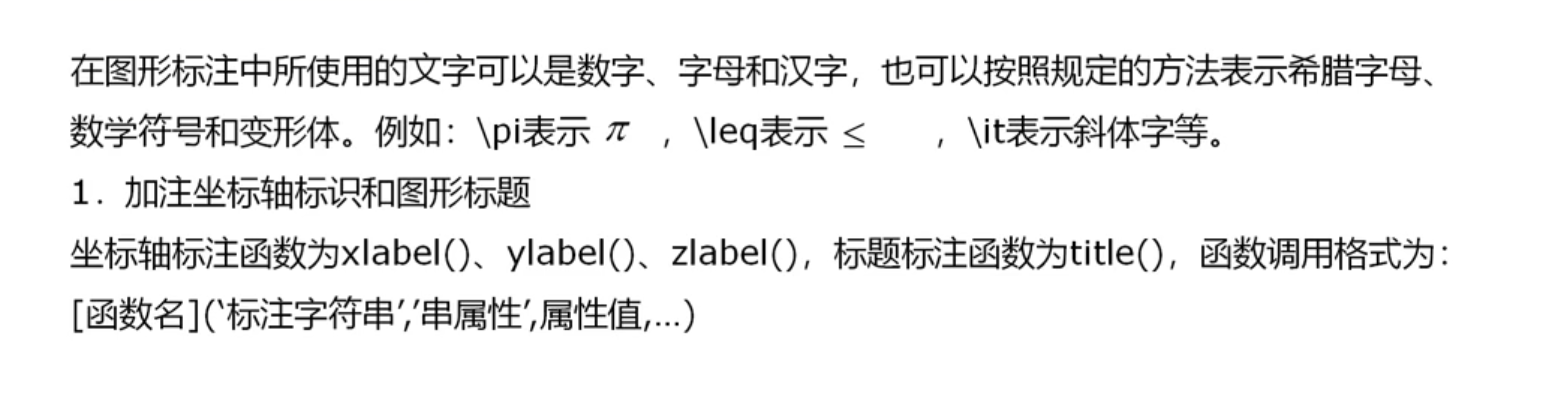 在图形标注中所使用的文字可以是数字、字母和汉字，也可以按照规定的方法表示希腊字母、
数学符号和变形体。例如：\pi表示 π ，\leq表示 ≤ ，\it表示斜体字等。
1．加注坐标轴标识和图形标题
坐标轴标注函数为xlabel()、ylabel()、zlabel()，标题标注函数为title()，函数调用格式为：
[函数名](‘标注字符串’,’串属性’,属性值,…)